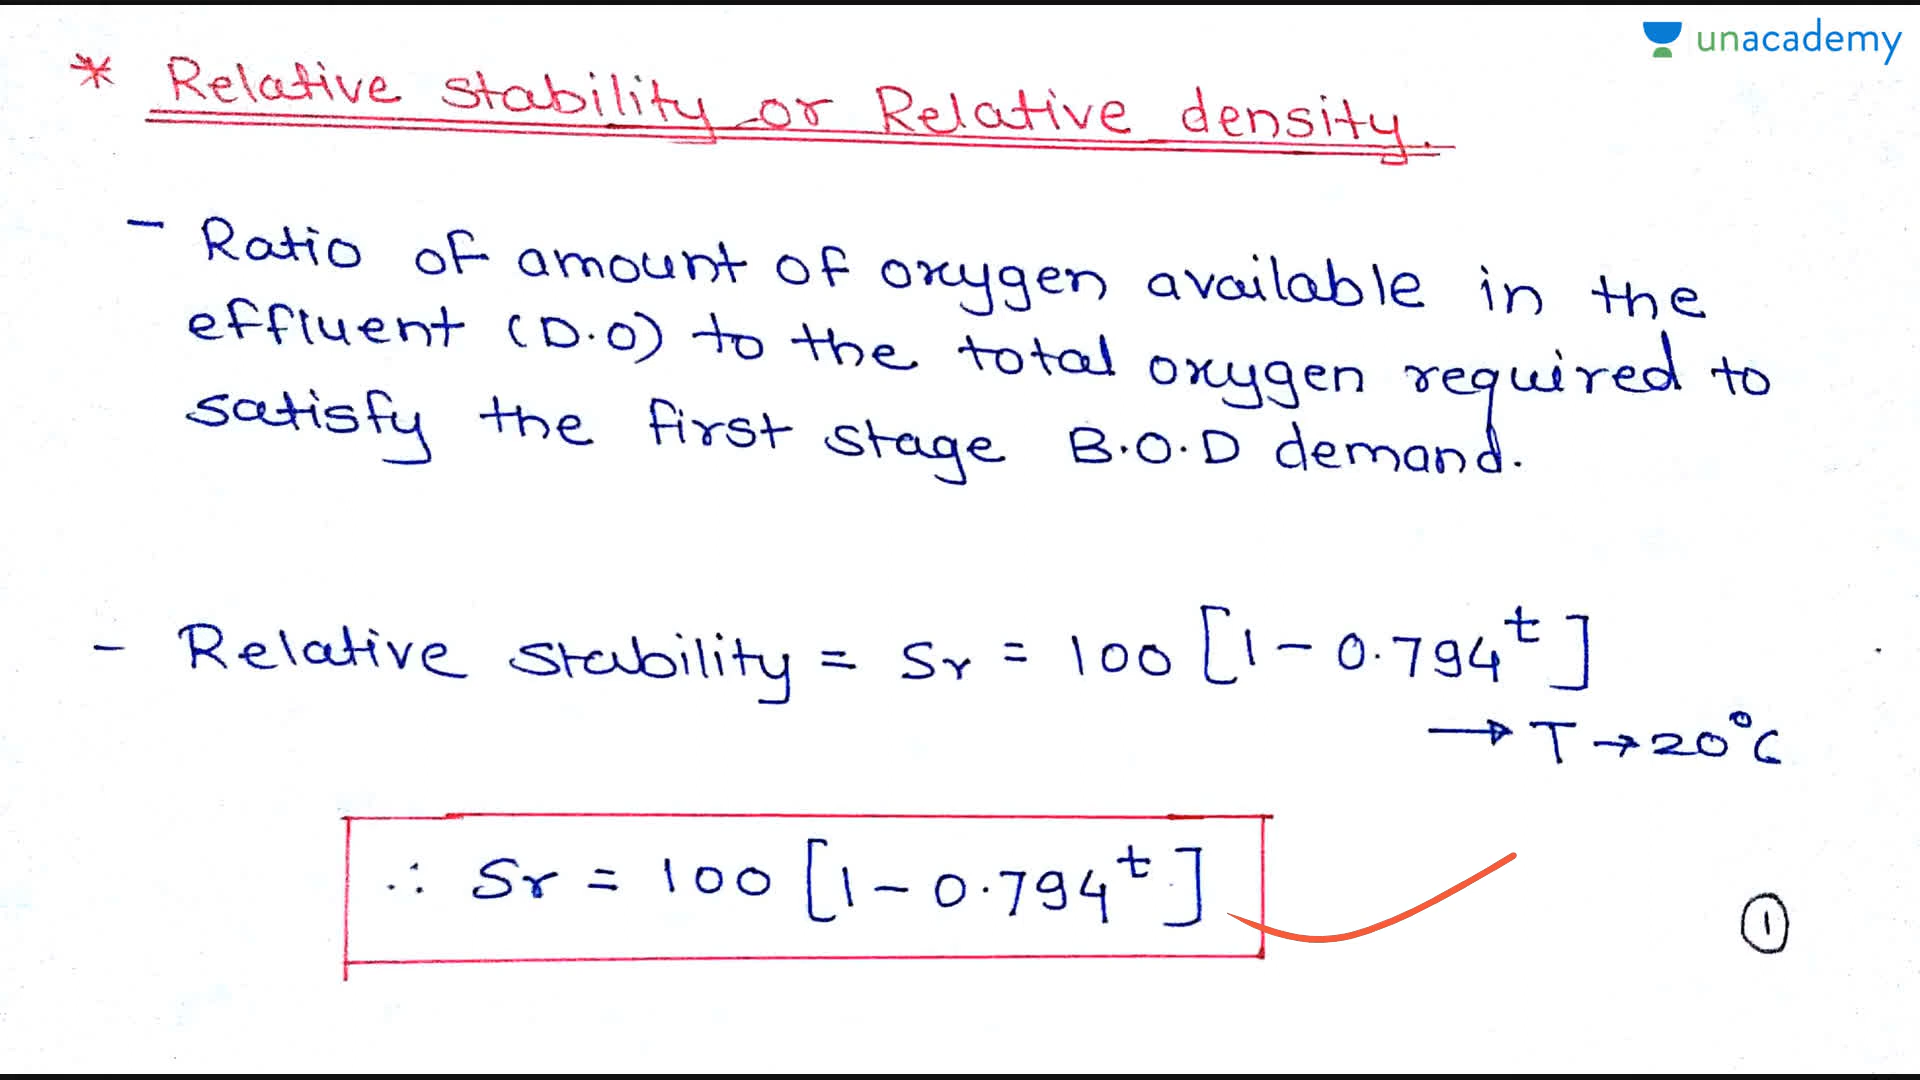 unacademy
* Relative stability or Relative density.
- Ratio of amount of oxygen available in the
effluent (D.O) to the total oxygen required to
satisfy the first stage B.O.D demand.
- Relative stability = Sr = 100 [1 - 0.794^t]
→ T → 20°C
∴ Sr = 100 [1 - 0.794^t]
①